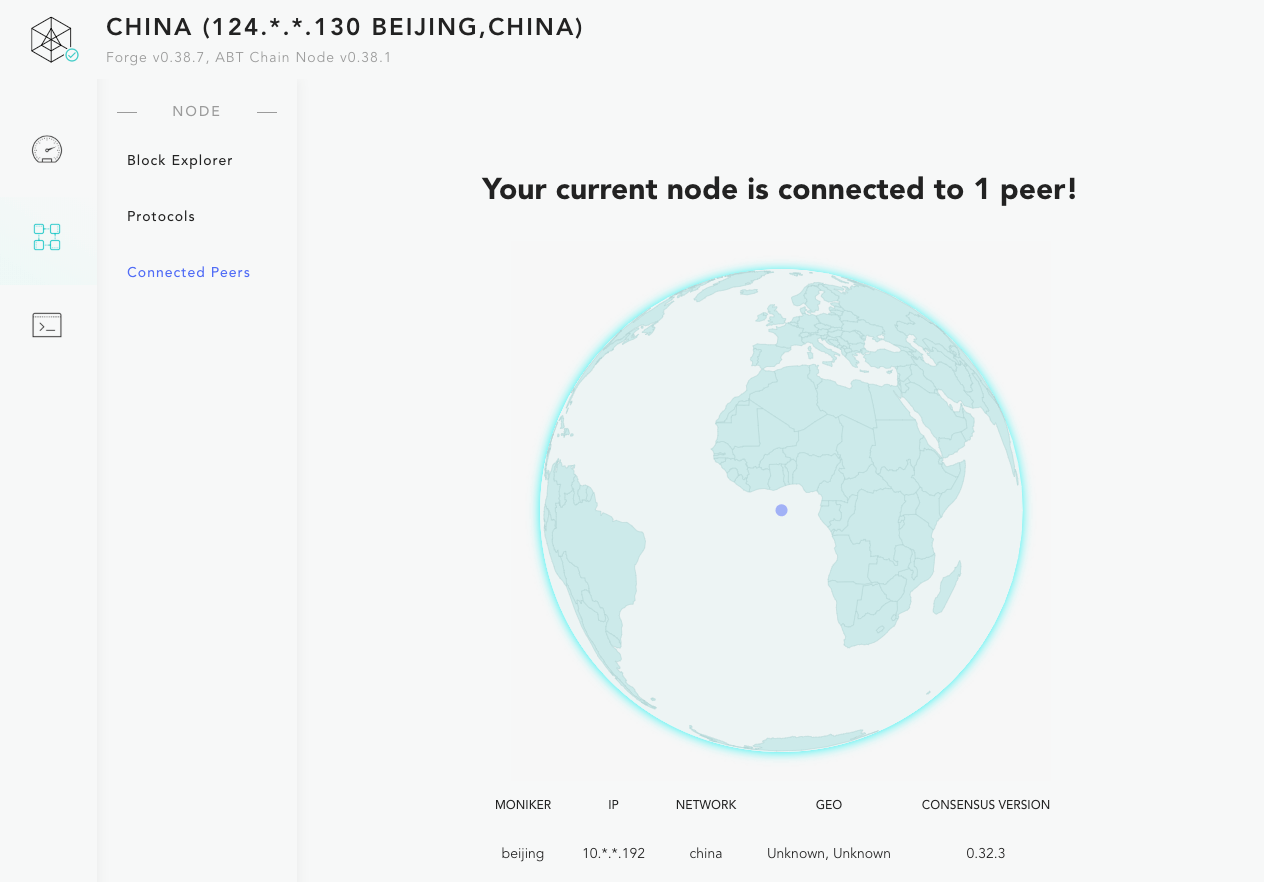 CHINA (124.*.*.130 BEIJING,CHINA)
Forge v0.38.7, ABT Chain Node v0.38.1
NODE
Block Explorer
Protocols
Connected Peers
Your current node is connected to 1 peer!
MONIKER IP NETWORK GEO CONSENSUS VERSION
beijing 10.*.*.192 china Unknown, Unknown 0.32.3